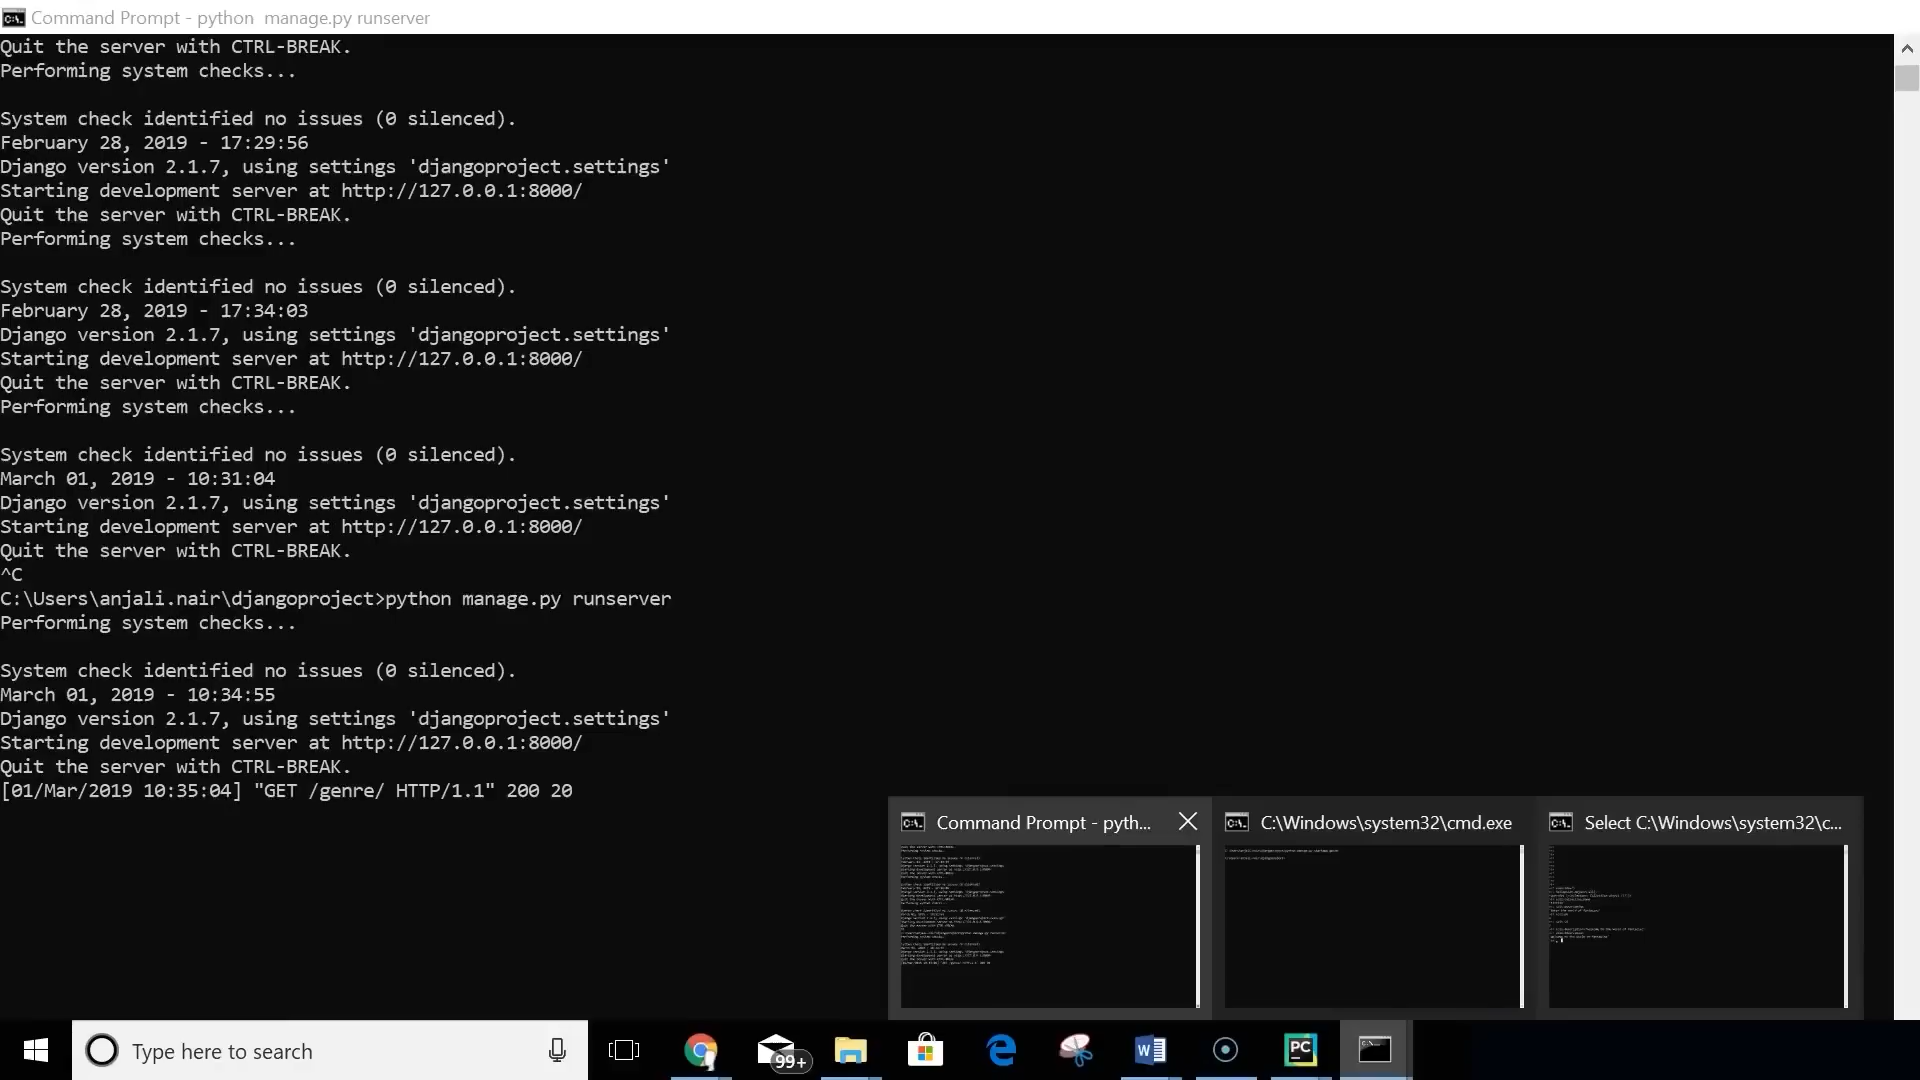 Command Prompt - python  manage.py runserver
Quit the server with CTRL-BREAK.
Performing system checks...
System check identified no issues (0 silenced).
February 28, 2019 - 17:29:56
Django version 2.1.7, using settings 'djangoproject.settings'
Starting development server at http://127.0.0.1:8000/
Quit the server with CTRL-BREAK.
Performing system checks...
System check identified no issues (0 silenced).
February 28, 2019 - 17:34:03
Django version 2.1.7, using settings 'djangoproject.settings'
Starting development server at http://127.0.0.1:8000/
Quit the server with CTRL-BREAK.
Performing system checks...
System check identified no issues (0 silenced).
March 01, 2019 - 10:31:04
Django version 2.1.7, using settings 'djangoproject.settings'
Starting development server at http://127.0.0.1:8000/
Quit the server with CTRL-BREAK.
^C
C:\Users\anjali.nair\djangoproject>python manage.py runserver
Performing system checks...
System check identified no issues (0 silenced).
March 01, 2019 - 10:34:55
Django version 2.1.7, using settings 'djangoproject.settings'
Starting development server at http://127.0.0.1:8000/
Quit the server with CTRL-BREAK.
[01/Mar/2019 10:35:04] "GET /genre/ HTTP/1.1" 200 20
Command Prompt - pyth...
C:\Windows\system32\cmd.exe
Select C:\Windows\system32\c...
Type here to search
99+
PC